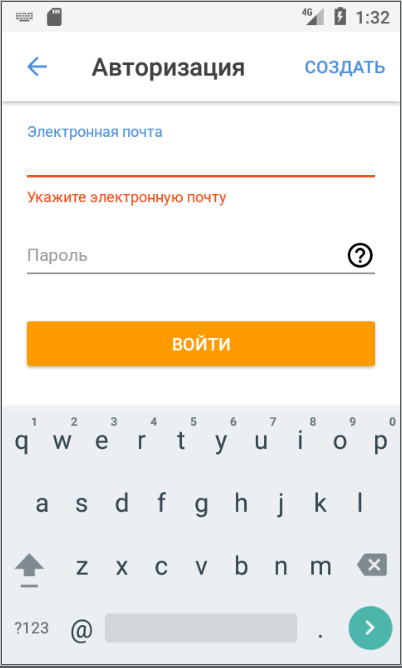 4G 1:32
Авторизация СОЗДАТЬ
Электронная почта
Укажите электронную почту
Пароль ?
ВОЙТИ
1 2 3 4 5 6 7 8 9 0
q w e r t y u i o p
a s d f g h j k l
z x c v b n m
?123 @ .